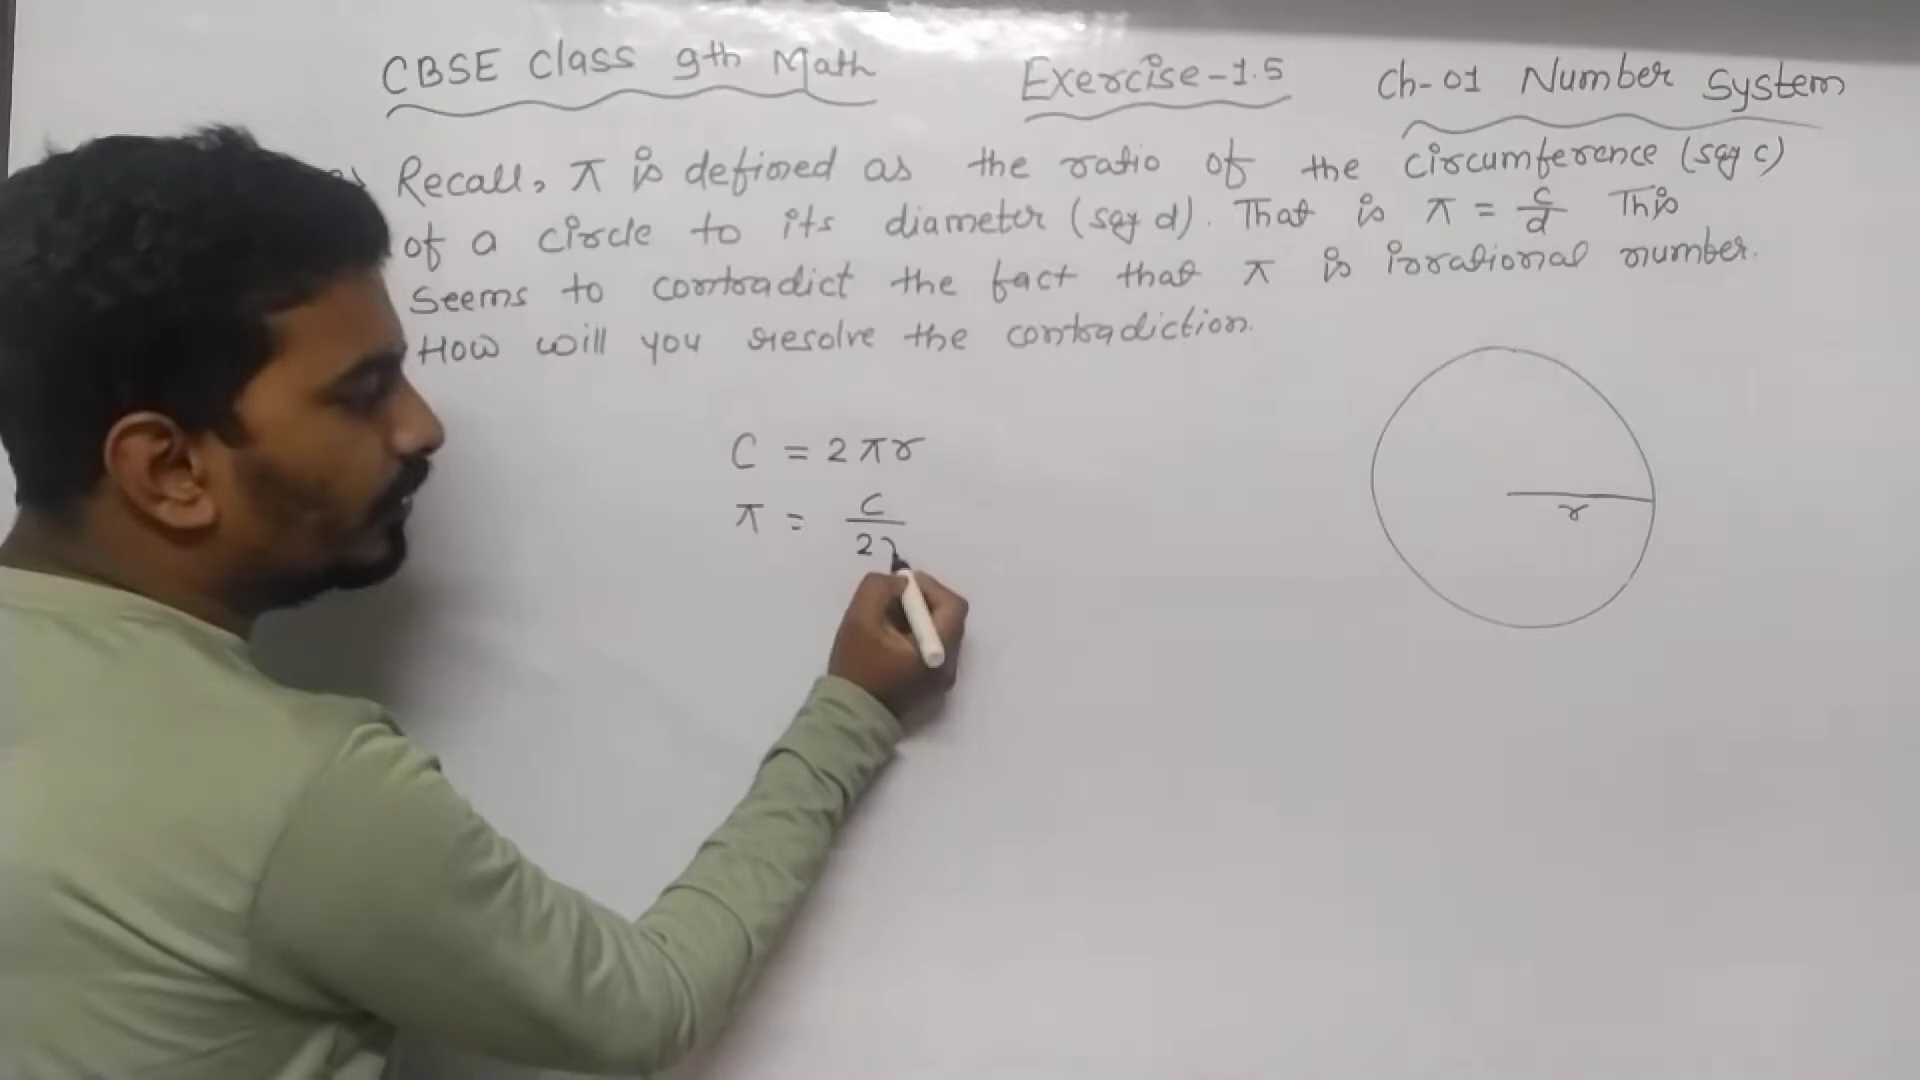 CBSE Class 9th Math Exercise-1.5 Ch-01 Number System
Recall, π is defined as the ratio of the circumference (say c)
of a circle to its diameter (say d). That is π = c/d This
seems to contradict the fact that π is irrational number.
How will you resolve the contradiction.
C = 2πr
π = C/2
r